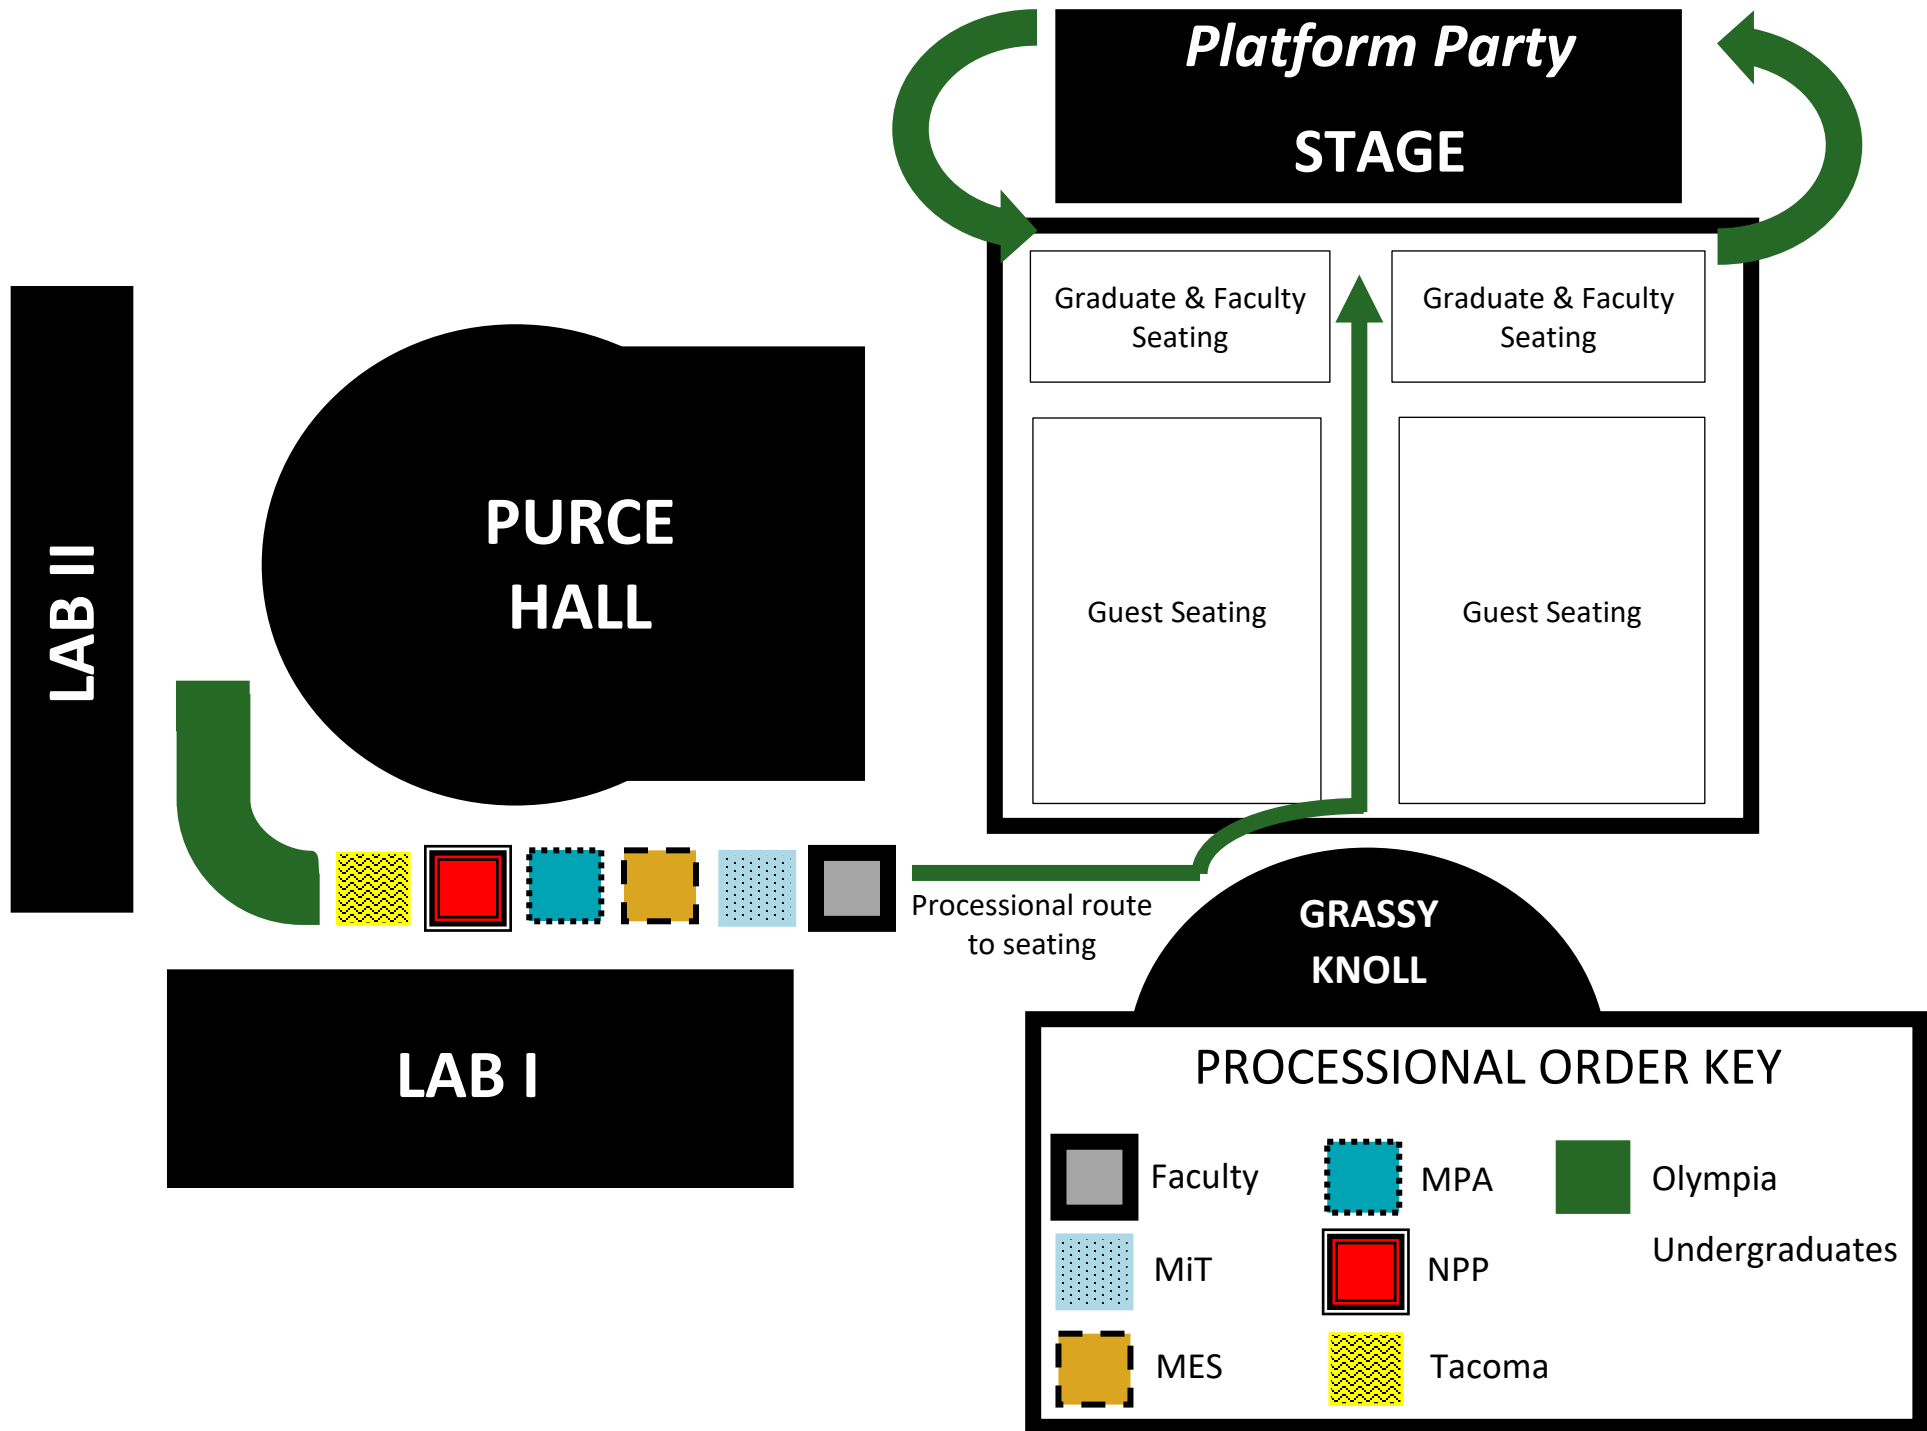 Platform Party
STAGE
Graduate & Faculty
Seating
Graduate & Faculty
Seating
LAB II
PURCE
HALL
Guest Seating
Guest Seating
Processional route
to seating
GRASSY
KNOLL
LAB I
PROCESSIONAL ORDER KEY
Faculty
MPA
Olympia
Undergraduates
MiT
NPP
MES
Tacoma